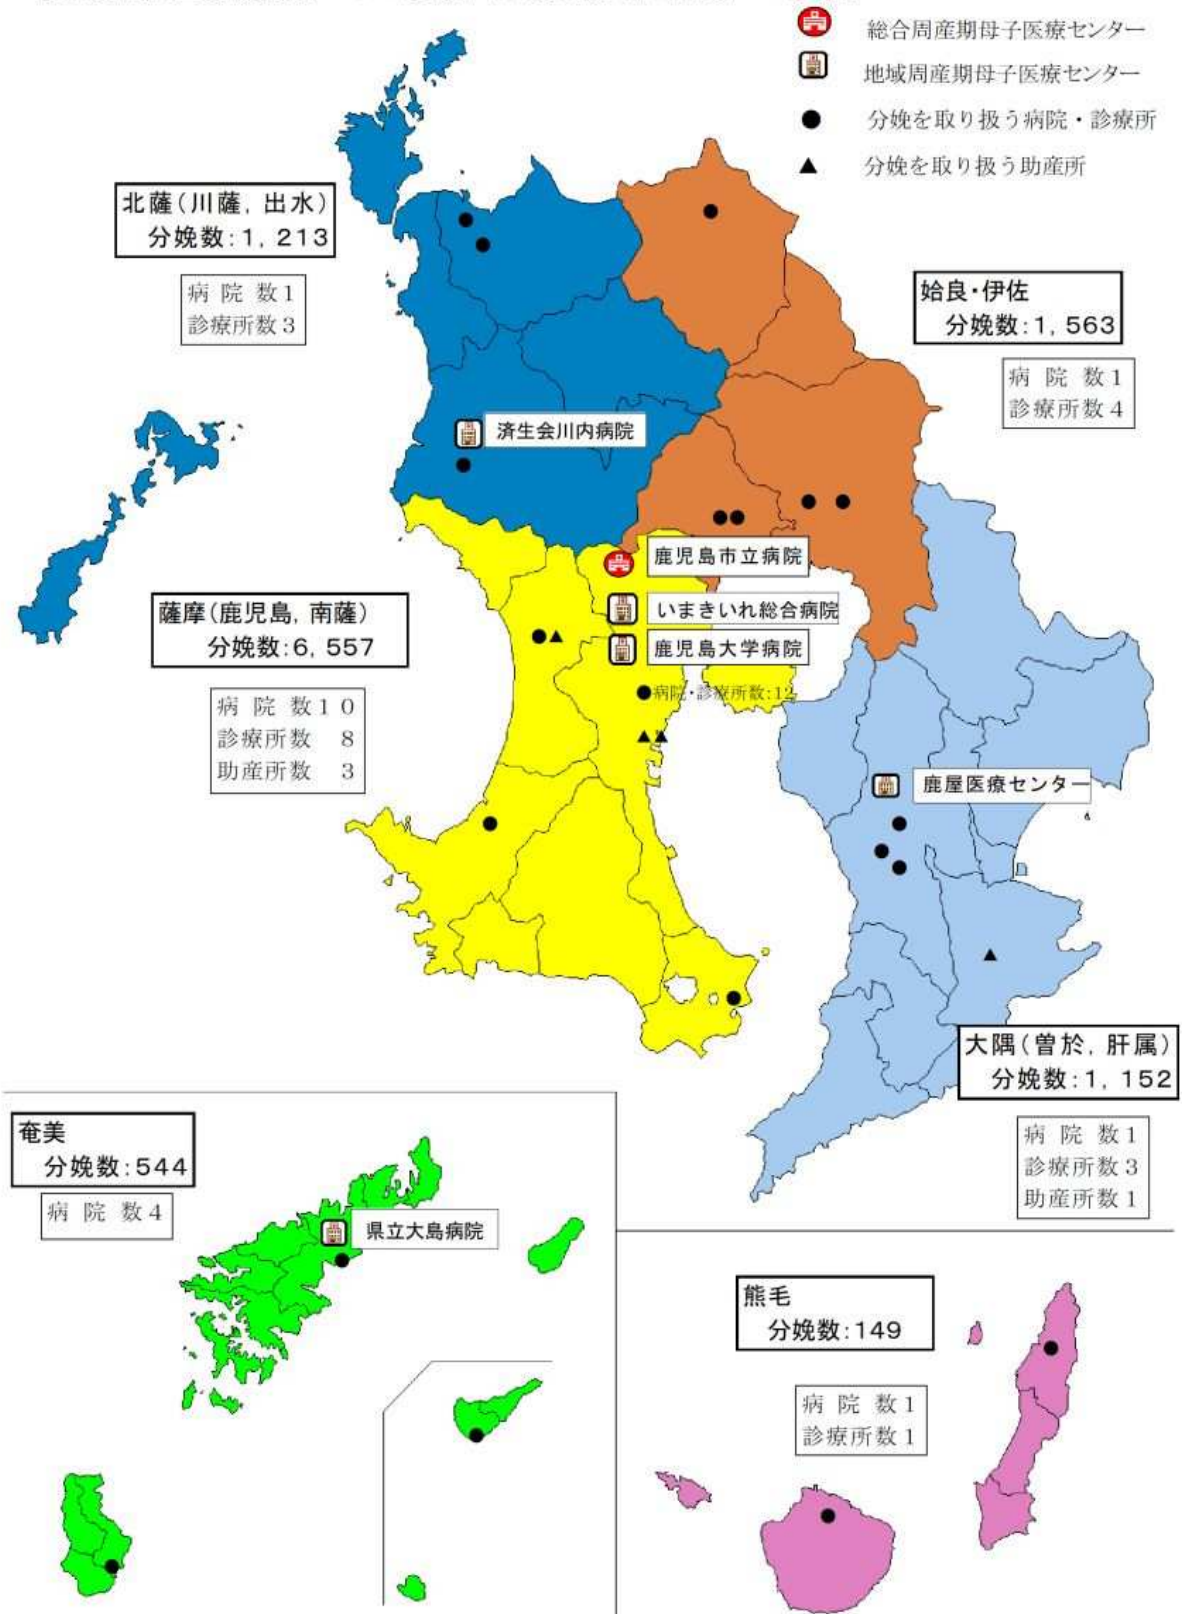 総合周産期母子医療センター
地域周産期母子医療センター
分娩を取り扱う病院・診療所
分娩を取り扱う助産所
北薩(川薩, 出水)
分娩数:1, 213
病 院 数1
診療所数3
姶良・伊佐
分娩数:1, 563
病 院 数1
診療所数4
済生会川内病院
鹿児島市立病院
いまきいれ総合病院
鹿児島大学病院
病院・診療所数:12
薩摩(鹿児島, 南薩)
分娩数:6, 557
病 院 数10
診療所数 8
助産所数 3
鹿屋医療センター
大隅(曽於, 肝属)
分娩数:1, 152
病 院 数1
診療所数3
助産所数1
奄美
分娩数:544
病 院 数4
県立大島病院
熊毛
分娩数:149
病 院 数1
診療所数1